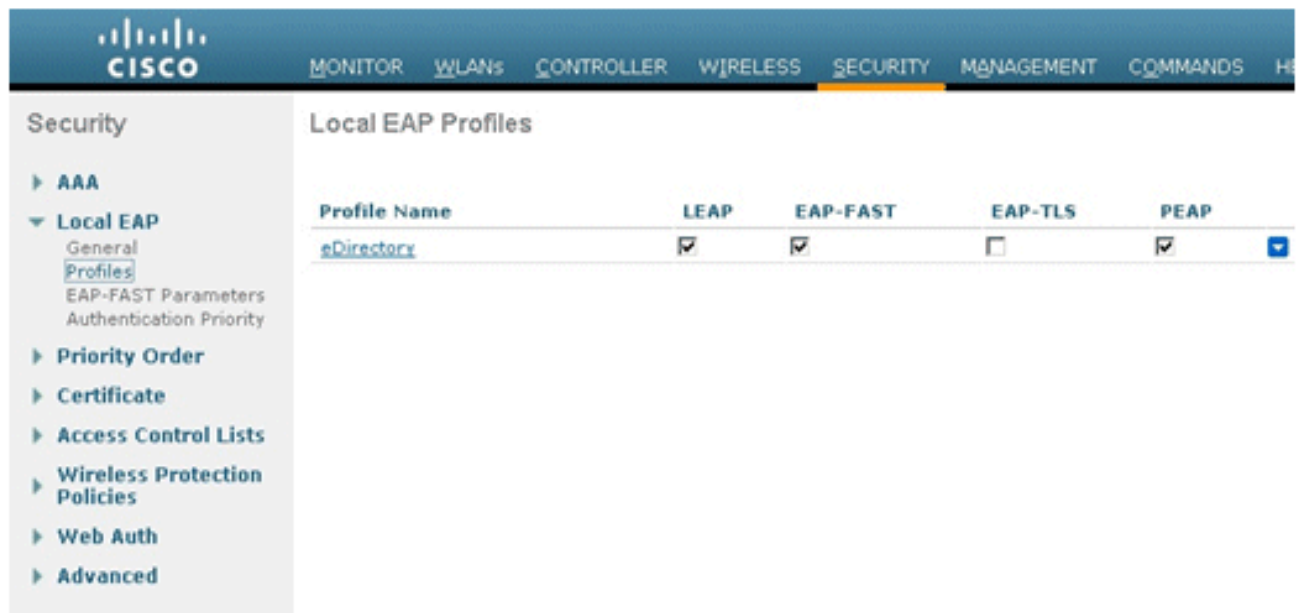 CISCO
MONITOR WLANs CONTROLLER WIRELESS SECURITY MANAGEMENT COMMANDS HE
Security
AAA
Local EAP
General
Profiles
EAP-FAST Parameters
Authentication Priority
Priority Order
Certificate
Access Control Lists
Wireless Protection
Policies
Web Auth
Advanced
Local EAP Profiles
Profile Name LEAP EAP-FAST EAP-TLS PEAP
eDirectory